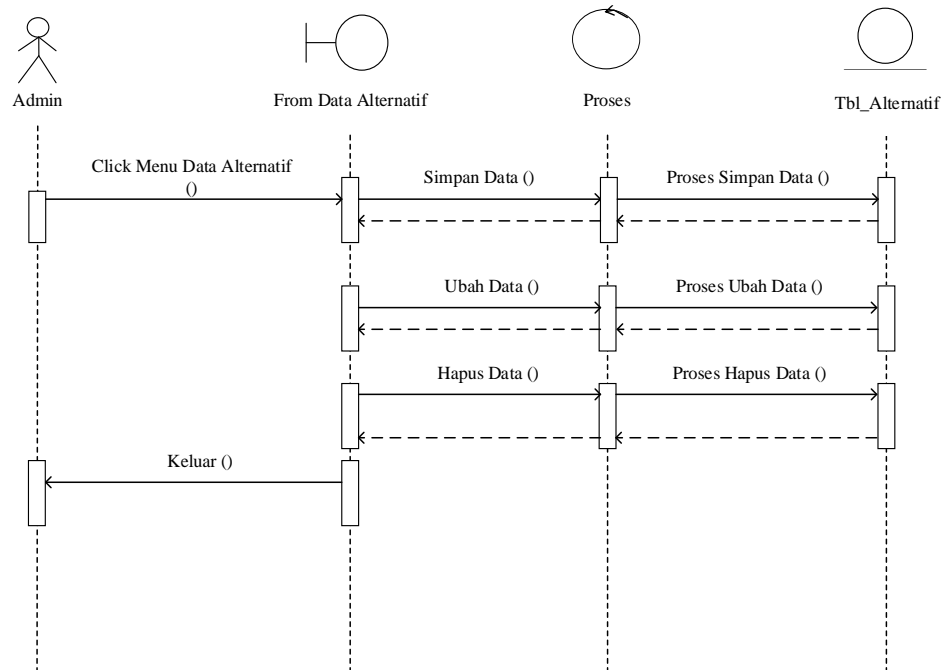 Admin
From Data Alternatif
Proses
Tbl_Alternatif
Click Menu Data Alternatif
()
Simpan Data ()
Proses Simpan Data ()
Ubah Data ()
Proses Ubah Data ()
Hapus Data ()
Proses Hapus Data ()
Keluar ()